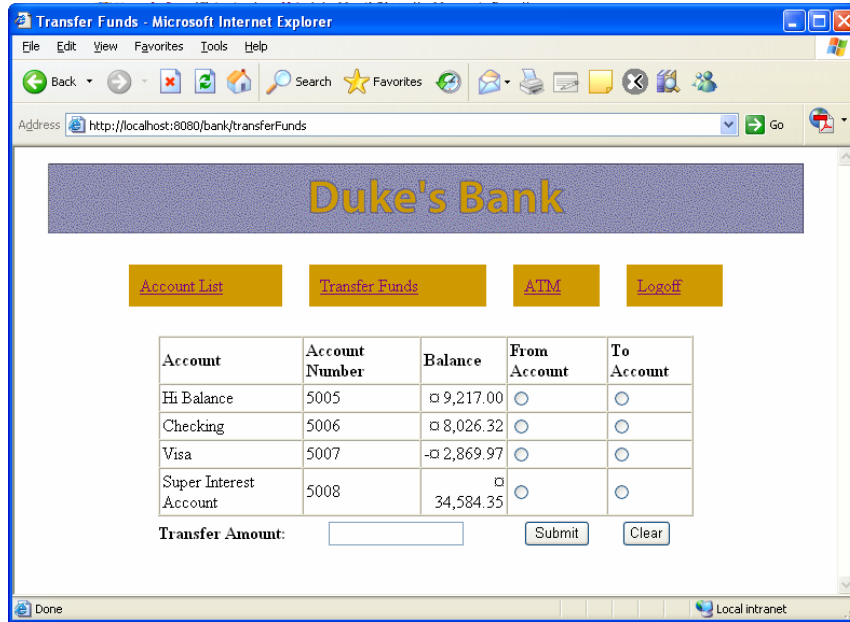 Transfer Funds - Microsoft Internet Explorer
File Edit View Favorites Tools Help
Back Search Favorites
Address http://localhost:8080/bank/transferFunds Go
Duke's Bank
Account List Transfer Funds ATM Logoff
Account Account Number Balance From Account To Account
Hi Balance 5005 ¤ 9,217.00
Checking 5006 ¤ 8,026.32
Visa 5007 -¤ 2,869.97
Super Interest Account 5008 ¤ 34,584.35
Transfer Amount: Submit Clear
Done Local intranet